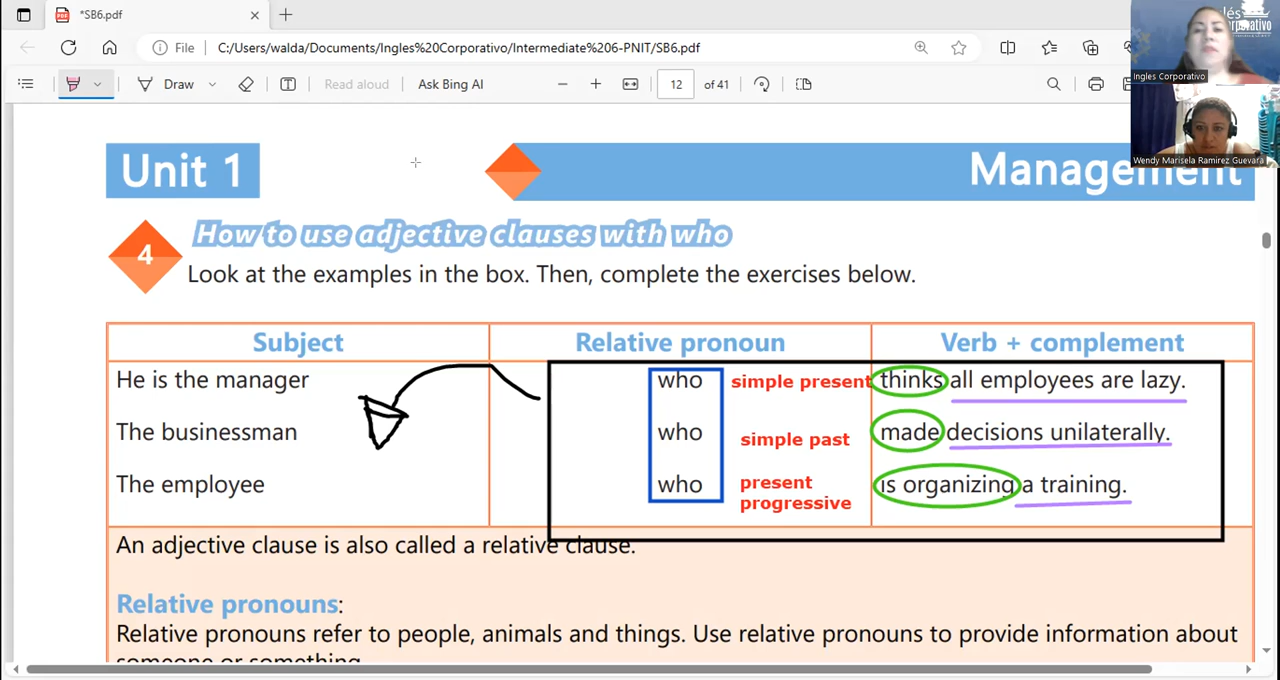 *SB6.pdf
File C:/Users/walda/Documents/Ingles%20Corporativo/Intermediate%206-PNIT/SB6.pdf
Draw Read aloud Ask Bing AI 12 of 41
Ingles Corporativo
Wendy Marisela Ramirez Guevara
Unit 1
Management
4
How to use adjective clauses with who
Look at the examples in the box. Then, complete the exercises below.
Subject Relative pronoun Verb + complement
He is the manager who simple present thinks all employees are lazy.
The businessman who simple past made decisions unilaterally.
The employee who present progressive is organizing a training.
An adjective clause is also called a relative clause.
Relative pronouns:
Relative pronouns refer to people, animals and things. Use relative pronouns to provide information about
someone or something